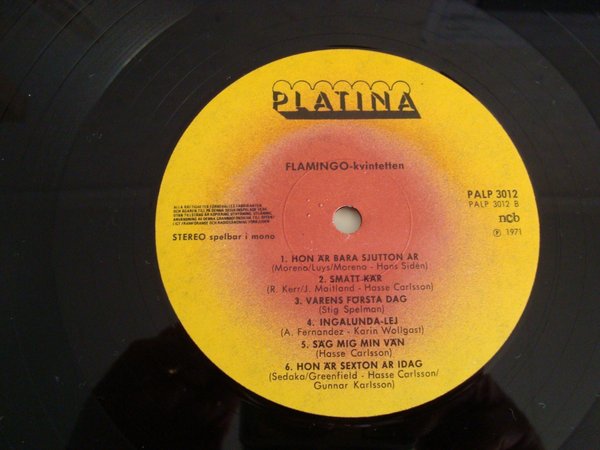 PLATINA
FLAMINGO-kvintetten
PALP 3012
PALP 3012 B
ncb
STEREO spelbar i mono
℗ 1971
1. HON ÄR BARA SJUTTON ÅR
(Moreno/Luys/Moreno - Hans Sidén)
2. SMÅTT KÄR
(R. Kerr/J. Maitland - Hasse Carlsson)
3. VÅRENS FÖRSTA DAG
(Stig Spelman)
4. INGALUNDA-LEJ
(A. Fernandez - Karin Wollgast)
5. SÄG MIG MIN VÄN
(Hasse Carlsson)
6. HON ÄR SEXTON ÅR IDAG
(Sedaka/Greenfield - Hasse Carlsson/
Gunnar Karlsson)